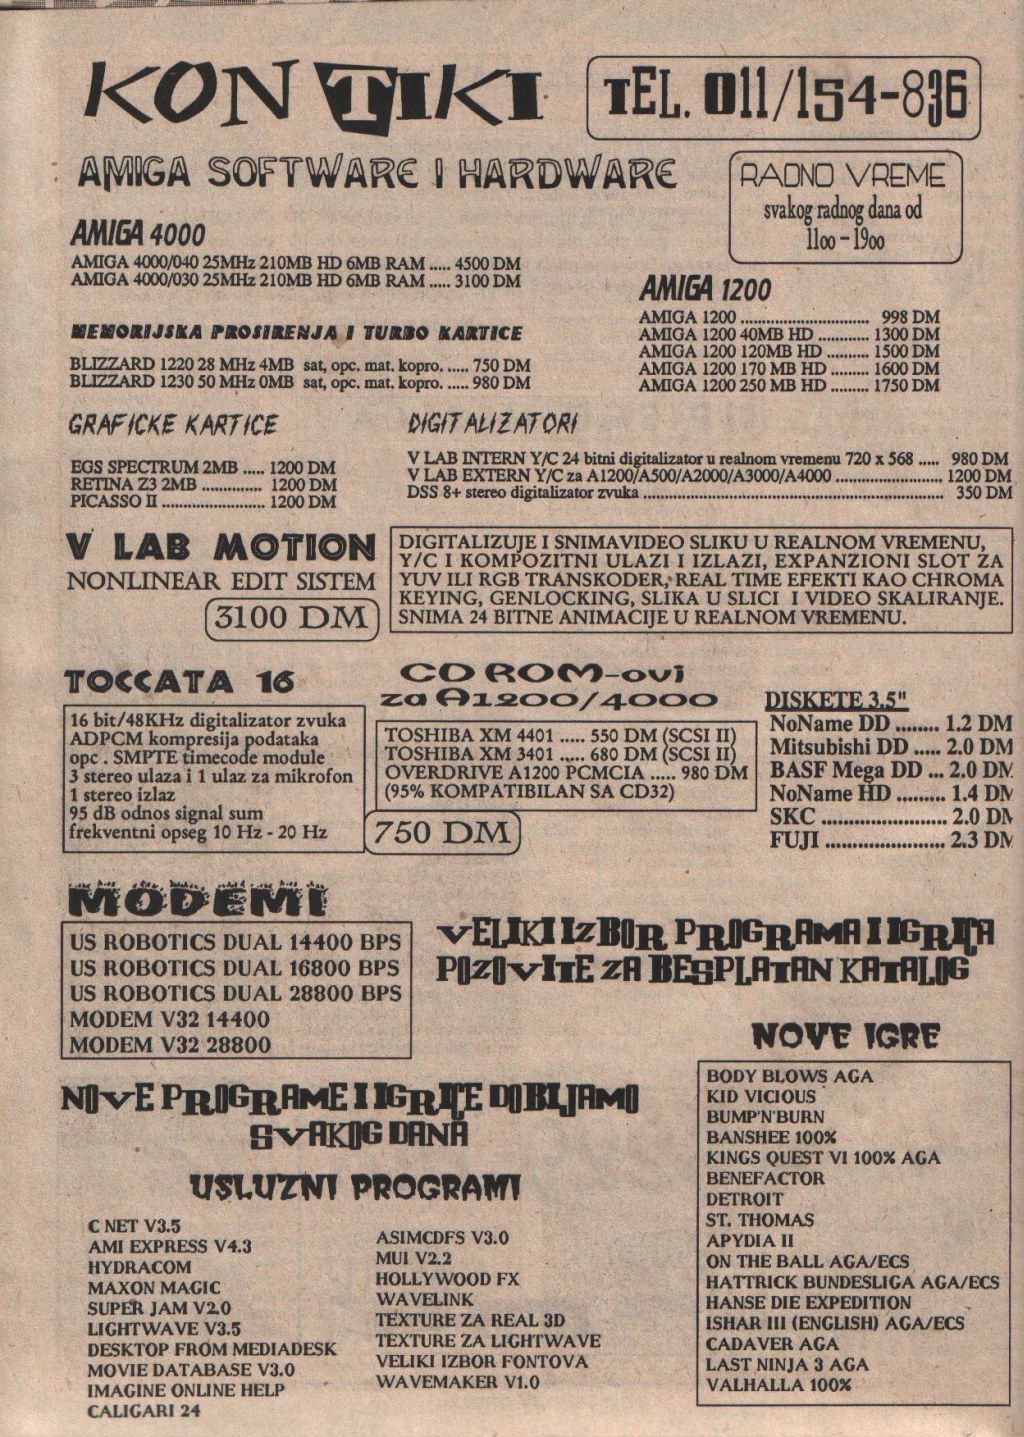 KON TIKI
TEL. 011/154-836
AMIGA SOFTWARE I HARDWARE
RADNO VREME
svakog radnog dana od
11oo - 19oo
AMIGA 4000
AMIGA 4000/040 25MHz 210MB HD 6MB RAM ..... 4500 DM
AMIGA 4000/030 25MHz 210MB HD 6MB RAM ..... 3100 DM
AMIGA 1200
AMIGA 1200 .............................. 998 DM
AMIGA 1200 40MB HD ............ 1300 DM
AMIGA 1200 120MB HD .......... 1500 DM
AMIGA 1200 170 MB HD ......... 1600 DM
AMIGA 1200 250 MB HD ......... 1750 DM
MEMORIJSKA PROSIRENJA I TURBO KARTICE
BLIZZARD 1220 28 MHz 4MB sat, opc. mat. kopro. ..... 750 DM
BLIZZARD 1230 50 MHz 0MB sat, opc. mat. kopro. ..... 980 DM
GRAFICKE KARTICE
EGS SPECTRUM 2MB ..... 1200 DM
RETINA Z3 2MB .............. 1200 DM
PICASSO II ........................ 1200 DM
DIGITALIZATORI
V LAB INTERN Y/C 24 bitni digitalizator u realnom vremenu 720 x 568 ..... 980 DM
V LAB EXTERN Y/C za A1200/A500/A2000/A3000/A4000 ......................... 1200 DM
DSS 8+ stereo digitalizator zvuka ...................................................................... 350 DM
V LAB MOTION
NONLINEAR EDIT SISTEM
3100 DM
DIGITALIZUJE I SNIMAVIDEO SLIKU U REALNOM VREMENU,
Y/C I KOMPOZITNI ULAZI I IZLAZI, EXPANZIONI SLOT ZA
YUV ILI RGB TRANSKODER, REAL TIME EFEKTI KAO CHROMA
KEYING, GENLOCKING, SLIKA U SLICI I VIDEO SKALIRANJE.
SNIMA 24 BITNE ANIMACIJE U REALNOM VREMENU.
TOCCATA 16
16 bit/48KHz digitalizator zvuka
ADPCM kompresija podataka
opc . SMPTE timecode module
3 stereo ulaza i 1 ulaz za mikrofon
1 stereo izlaz
95 dB odnos signal sum
frekventni opseg 10 Hz - 20 Hz
750 DM
CD ROM-ovi
za A1200/4000
TOSHIBA XM 4401 ..... 550 DM (SCSI II)
TOSHIBA XM 3401 ..... 680 DM (SCSI II)
OVERDRIVE A1200 PCMCIA ..... 980 DM
(95% KOMPATIBILAN SA CD32)
DISKETE 3.5"
NoName DD ........ 1.2 DM
Mitsubishi DD ..... 2.0 DM
BASF Mega DD ... 2.0 DM
NoName HD ......... 1.4 DM
SKC ...................... 2.0 DM
FUJI ...................... 2.3 DM
MODEMI
US ROBOTICS DUAL 14400 BPS
US ROBOTICS DUAL 16800 BPS
US ROBOTICS DUAL 28800 BPS
MODEM V32 14400
MODEM V32 28800
VELIKI IZBOR PROGRAMA I IGRICA
POZOVITE ZA BESPLATAN KATALOG
NOVE PROGRAME I IGRICE DOBIJAMO
SVAKOG DANA
USLUZNI PROGRAMI
C NET V3.5
AMI EXPRESS V4.3
HYDRACOM
MAXON MAGIC
SUPER JAM V2.0
LIGHTWAVE V3.5
DESKTOP FROM MEDIADESK
MOVIE DATABASE V3.0
IMAGINE ONLINE HELP
CALIGARI 24
ASIMCDFS V3.0
MUI V2.2
HOLLYWOOD FX
WAVELINK
TEXTURE ZA REAL 3D
TEXTURE ZA LIGHTWAVE
VELIKI IZBOR FONTOVA
WAVEMAKER V1.0
NOVE IGRE
BODY BLOWS AGA
KID VICIOUS
BUMP'N'BURN
BANSHEE 100%
KINGS QUEST VI 100% AGA
BENEFACTOR
DETROIT
ST. THOMAS
APYDIA II
ON THE BALL AGA/ECS
HATTRICK BUNDESLIGA AGA/ECS
HANSE DIE EXPEDITION
ISHAR III (ENGLISH) AGA/ECS
CADAVER AGA
LAST NINJA 3 AGA
VALHALLA 100%